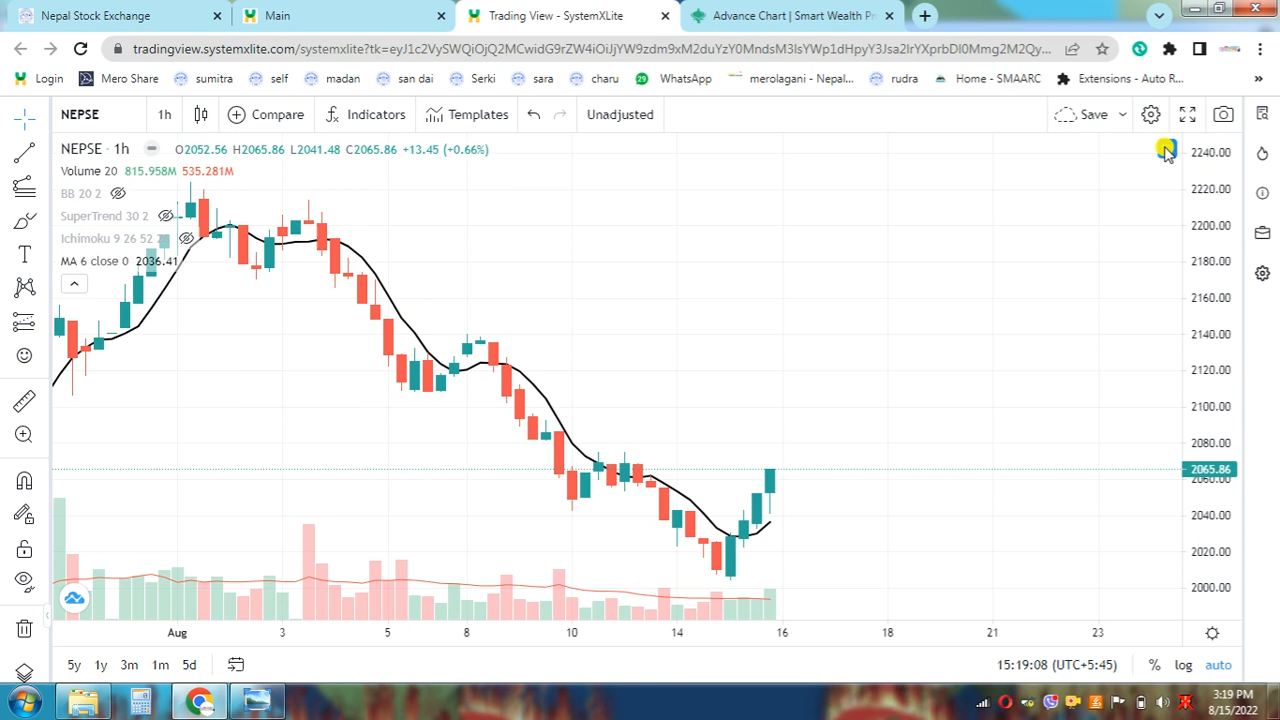 Nepal Stock Exchange
Main
Trading View - SystemXLite
Advance Chart | Smart Wealth Pr
Login
Mero Share
sumitra
self
madan
san dai
Serki
sara
charu
29 WhatsApp
merolagani - Nepal...
rudra
Home - SMAARC
Extensions - Auto R...
»
NEPSE
1h
Compare
Indicators
Templates
Unadjusted
Save
NEPSE · 1h O2052.56 H2065.86 L2041.48 C2065.86 +13.45 (+0.66%)
Volume 20 815.958M 535.281M
BB 20 2
SuperTrend 30 2
Ichimoku 9 26 52 26
MA 6 close 0 2036.41
2240.00
2220.00
2200.00
2180.00
2160.00
2140.00
2120.00
2100.00
2080.00
2065.86
2060.00
2040.00
2020.00
2000.00
Aug 3 5 8 10 14 16 18 21 23
5y 1y 3m 1m 5d
15:19:08 (UTC+5:45) % log auto
3:19 PM
8/15/2022